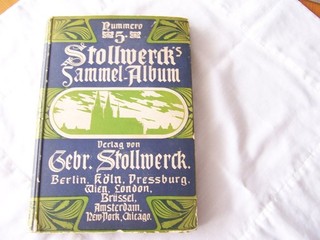 Nummero
5.
Stollwerck's
Sammel-Album
Verlag von
Gebr. Stollwerck.
Berlin, Köln, Pressburg,
Wien, London,
Brüssel,
Amsterdam,
New York, Chicago.